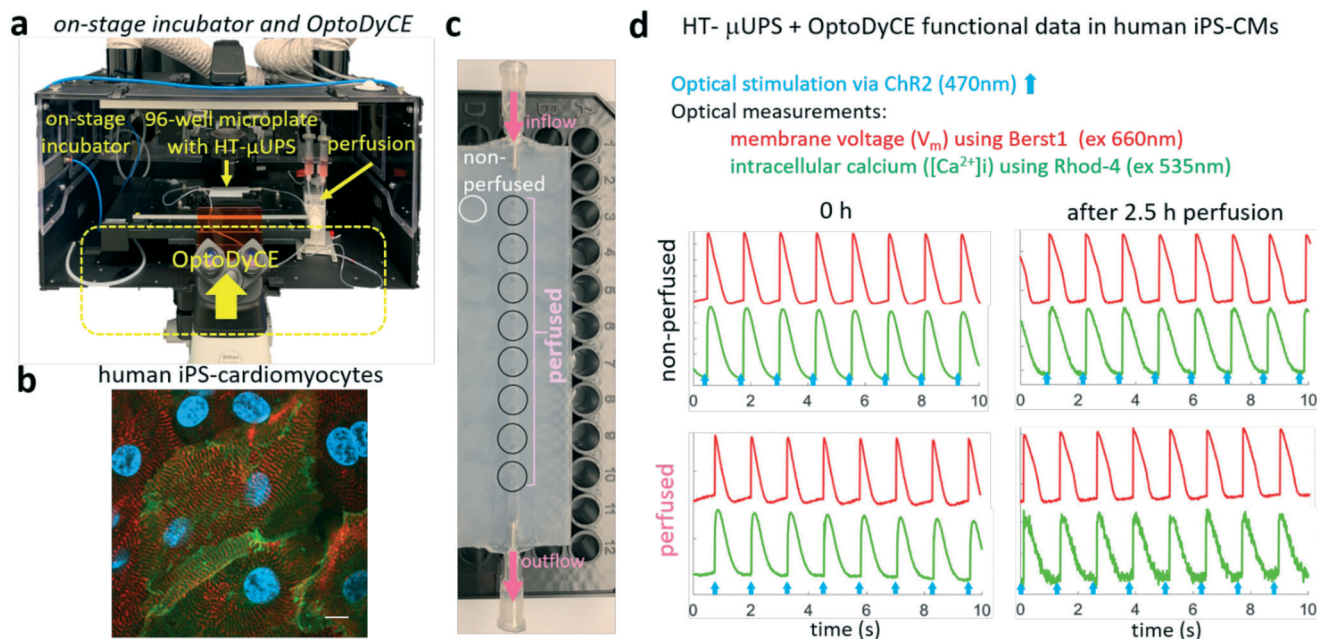 a on-stage incubator and OptoDyCE
on-stage
incubator
96-well microplate
with HT-μUPS
perfusion
OptoDyCE
b human iPS-cardiomyocytes
c
inflow
non-
perfused
perfused
outflow
D
A
1
2
3
4
5
6
7
8
9
10
11
12
d HT- μUPS + OptoDyCE functional data in human iPS-CMs
Optical stimulation via ChR2 (470nm)
Optical measurements:
membrane voltage (Vm) using Berst1 (ex 660nm)
intracellular calcium ([Ca2+]i) using Rhod-4 (ex 535nm)
0 h
after 2.5 h perfusion
non-perfused
0 2 4 6 8 10
0 2 4 6 8 10
perfused
0 2 4 6 8 10
0 2 4 6 8 10
time (s)
time (s)